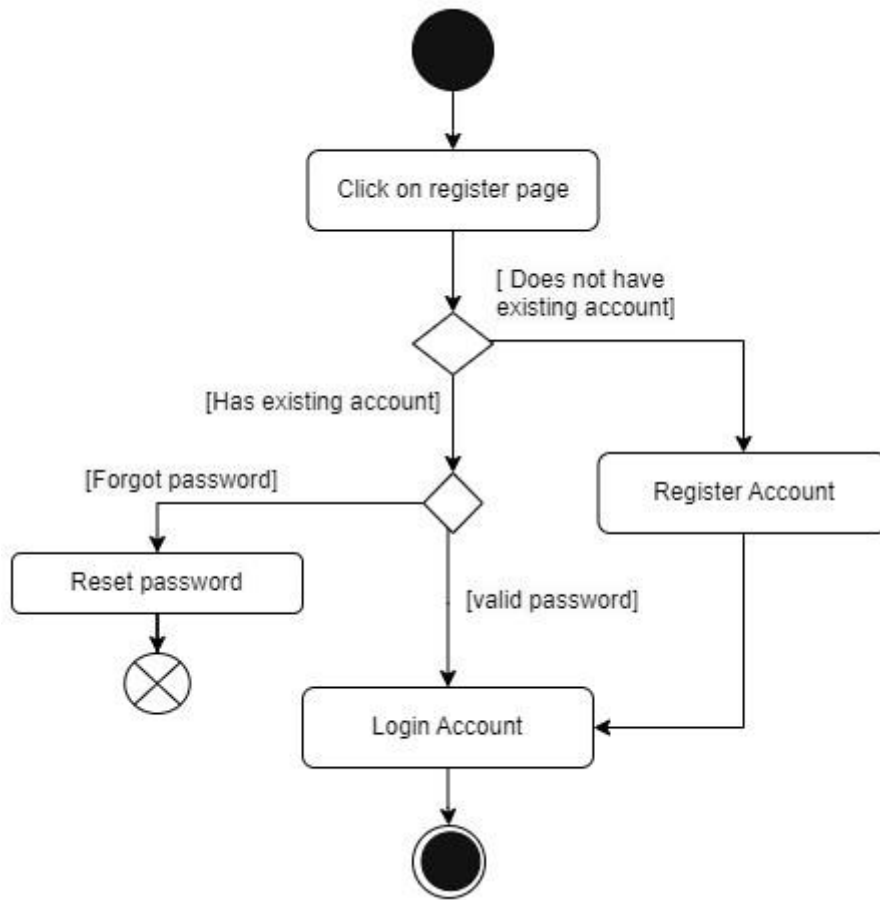 Click on register page
[ Does not have
existing account]
[Has existing account]
[Forgot password]
Register Account
Reset password
[valid password]
Login Account